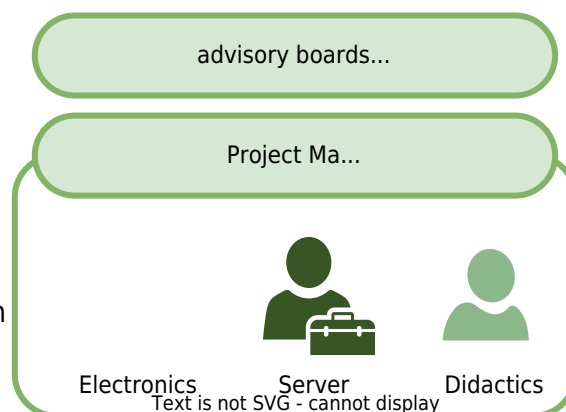 advisory boards...
Project Ma...
n
Electronics Server Didactics
Text is not SVG - cannot display